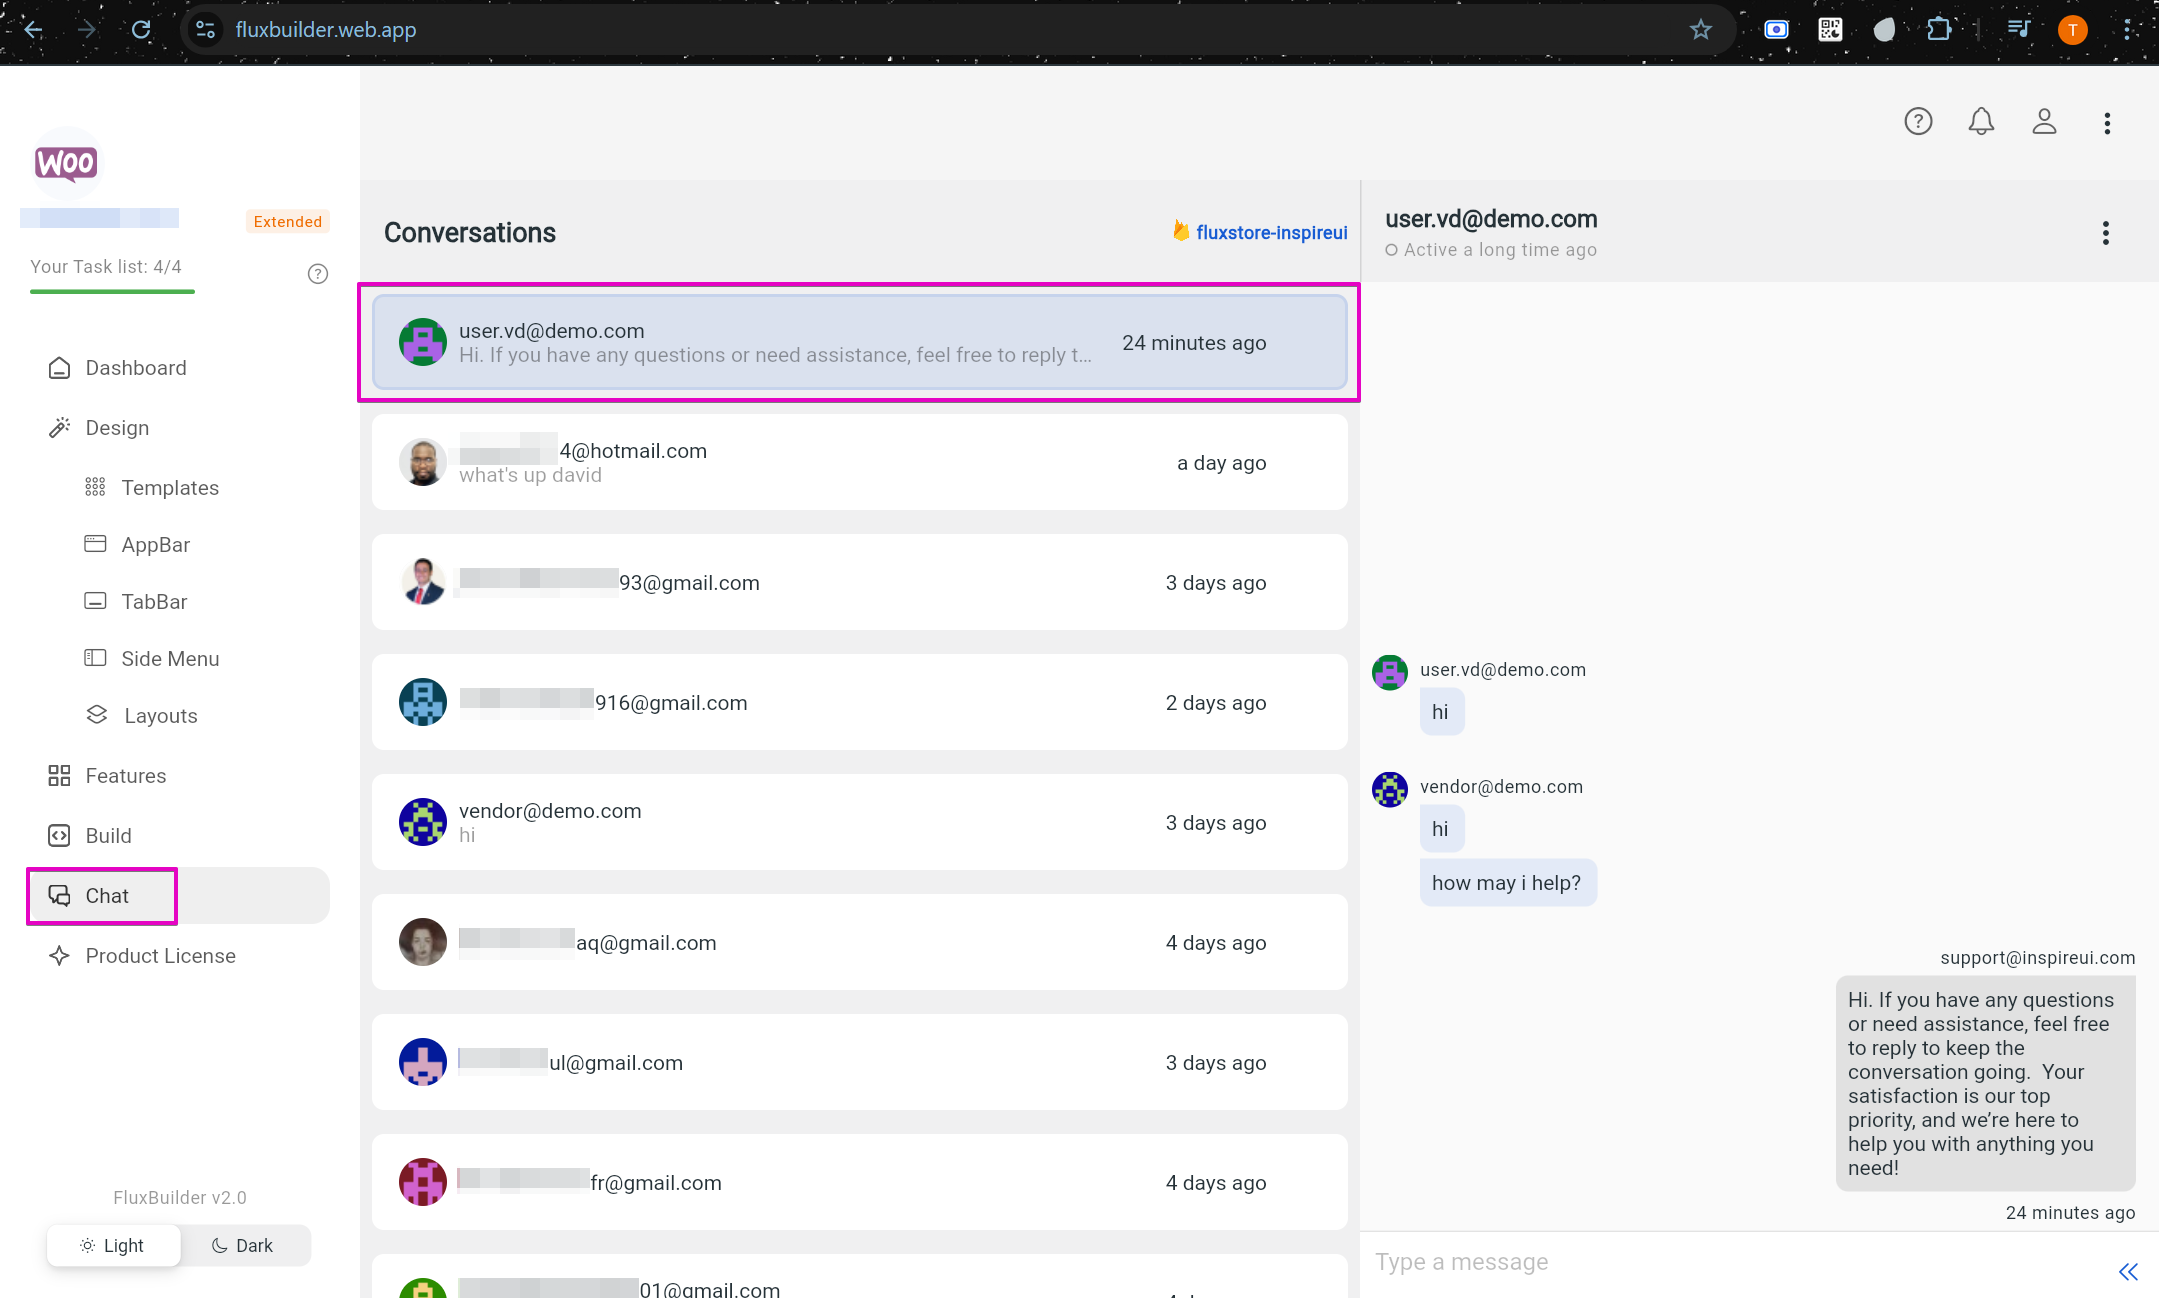 fluxbuilder.web.app
T
WOO
Extended
Your Task list: 4/4
Dashboard
Design
Templates
AppBar
TabBar
Side Menu
Layouts
Features
Build
Chat
Product License
FluxBuilder v2.0
Light
Dark
Conversations
fluxstore-inspireui
user.vd@demo.com
Hi. If you have any questions or need assistance, feel free to reply t...
24 minutes ago
4@hotmail.com
what's up david
a day ago
93@gmail.com
3 days ago
916@gmail.com
2 days ago
vendor@demo.com
hi
3 days ago
aq@gmail.com
4 days ago
ul@gmail.com
3 days ago
fr@gmail.com
4 days ago
01@gmail.com
user.vd@demo.com
Active a long time ago
user.vd@demo.com
hi
vendor@demo.com
hi
how may i help?
support@inspireui.com
Hi. If you have any questions
or need assistance, feel free
to reply to keep the
conversation going.  Your
satisfaction is our top
priority, and we’re here to
help you with anything you
need!
24 minutes ago
Type a message